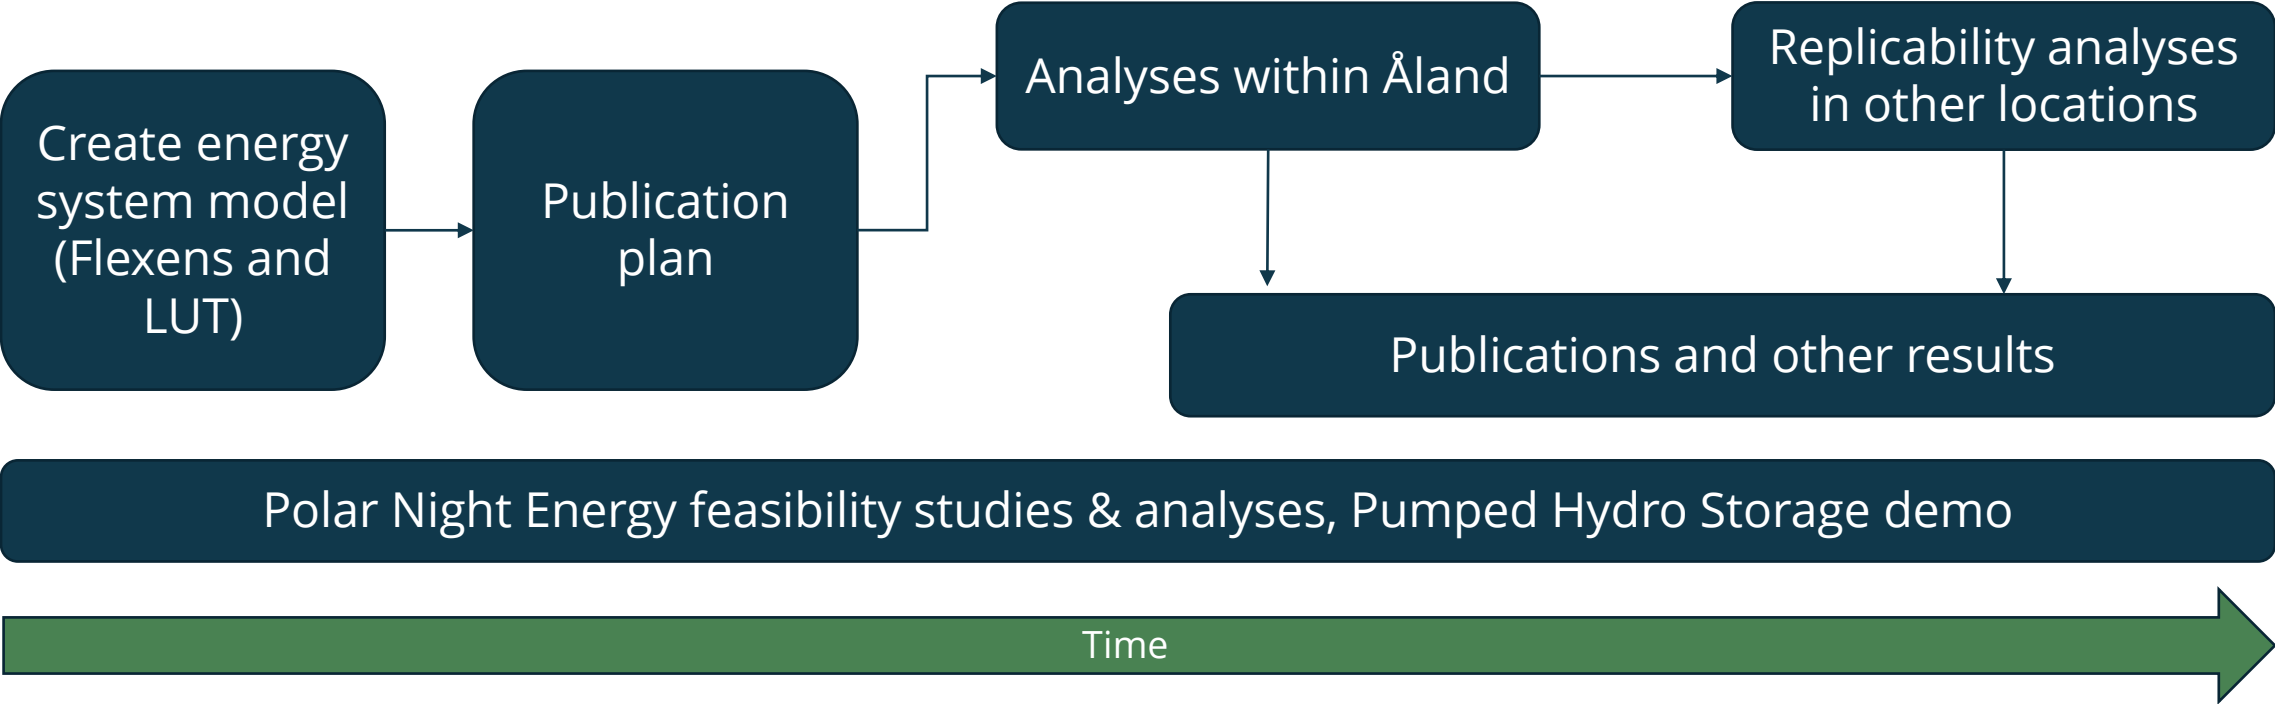 Create energy
system model
(Flexens and
LUT)
Publication
plan
Analyses within Åland
Replicability analyses
in other locations
Publications and other results
Polar Night Energy feasibility studies & analyses, Pumped Hydro Storage demo
Time